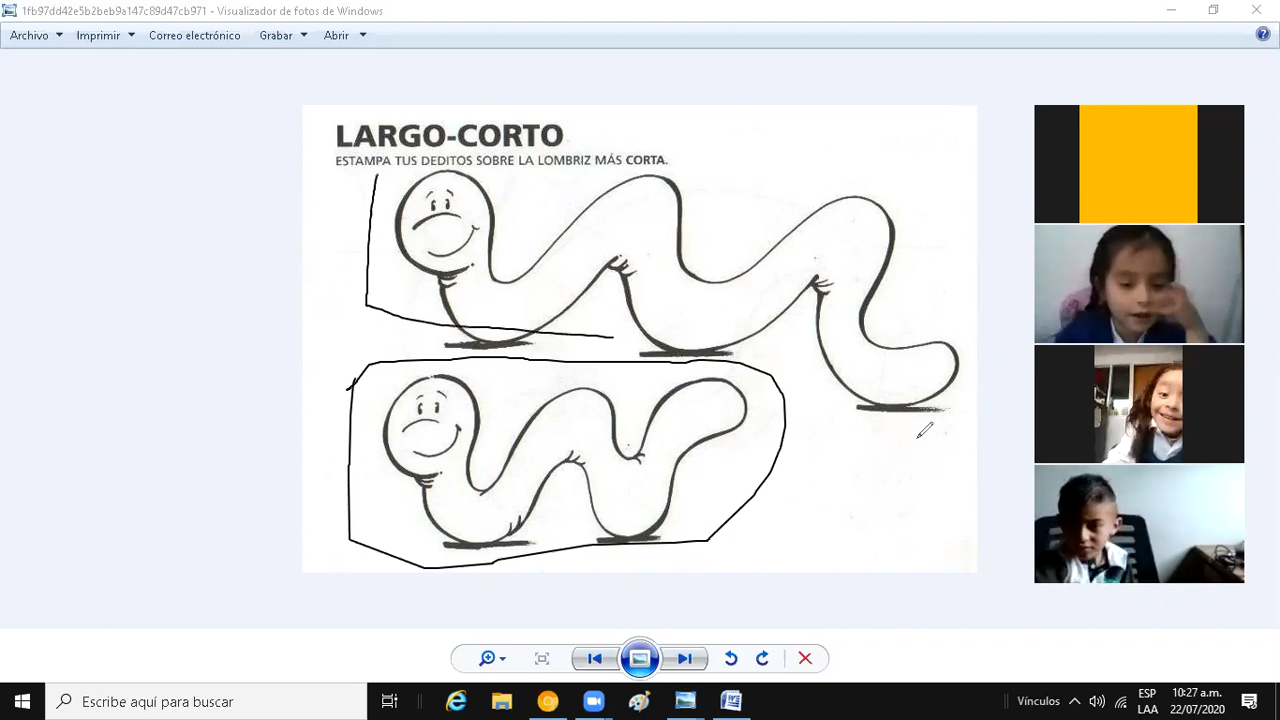 1fb97dd42e5b2beb9a147c89d47cb971 - Visualizador de fotos de Windows
Archivo Imprimir Correo electrónico Grabar Abrir
LARGO-CORTO
ESTAMPA TUS DEDITOS SOBRE LA LOMBRIZ MÁS CORTA.
Escribe aquí para buscar
Vínculos
ESP
LAA
10:27 a.m.
22/07/2020